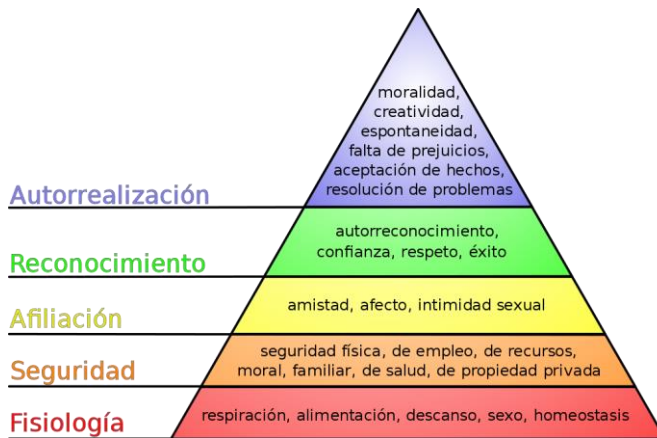 moralidad,
creatividad,
espontaneidad,
falta de prejuicios,
aceptación de hechos,
resolución de problemas
Autorrealización
autorreconocimiento,
confianza, respeto, éxito
Reconocimiento
amistad, afecto, intimidad sexual
Afiliación
seguridad física, de empleo, de recursos,
moral, familiar, de salud, de propiedad privada
Seguridad
respiración, alimentación, descanso, sexo, homeostasis
Fisiología